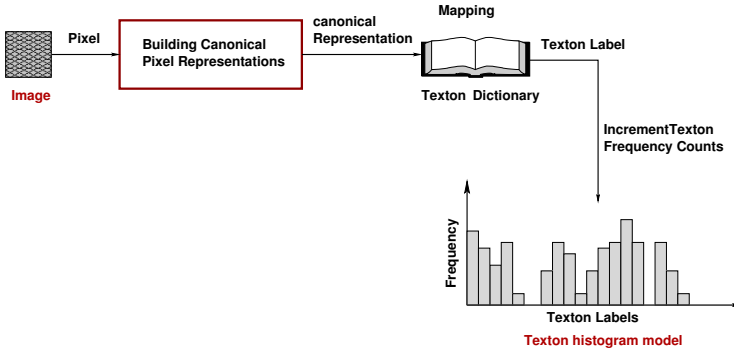 Pixel
Image
Building Canonical
Pixel Representations
canonical
Representation
Mapping
Texton Dictionary
Texton Label
IncrementTexton
Frequency Counts
Frequency
Texton Labels
Texton histogram model